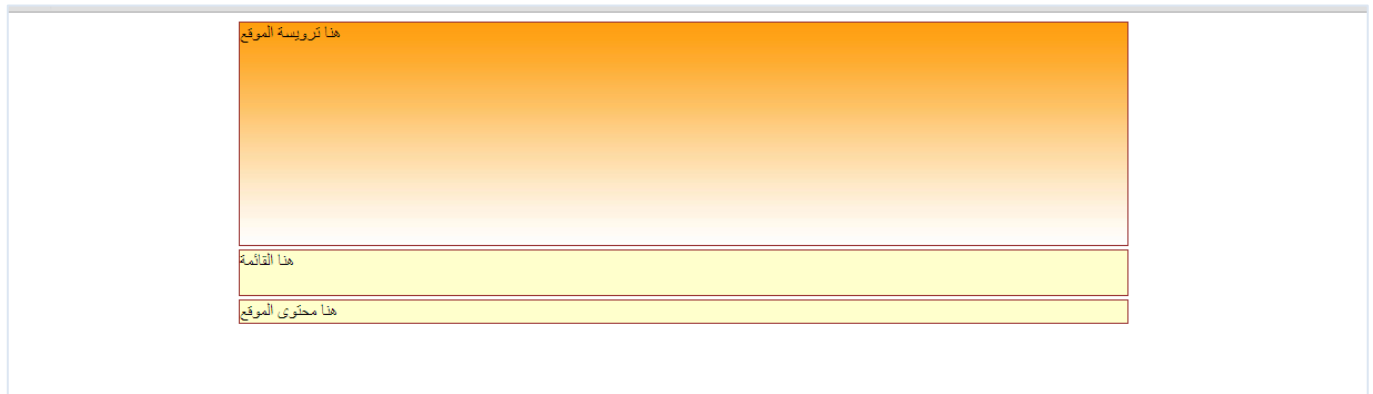 هنا ترويسة الموقع
هنا القائمة
هنا محتوى الموقع